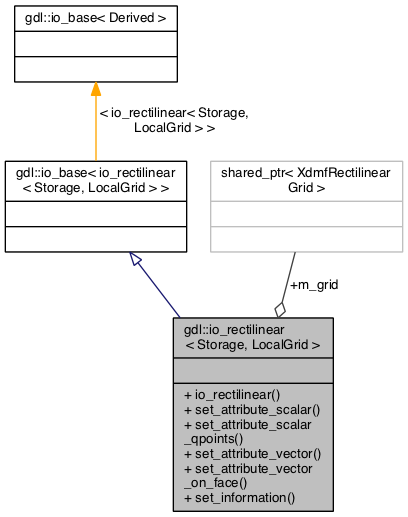 gdl::io_base< Derived >
< io_rectilinear< Storage,
LocalGrid > >
gdl::io_base< io_rectilinear
< Storage, LocalGrid > >
shared_ptr< XdmfRectilinear
Grid >
+m_grid
gdl::io_rectilinear
< Storage, LocalGrid >
+ io_rectilinear()
+ set_attribute_scalar()
+ set_attribute_scalar
_qpoints()
+ set_attribute_vector()
+ set_attribute_vector
_on_face()
+ set_information()